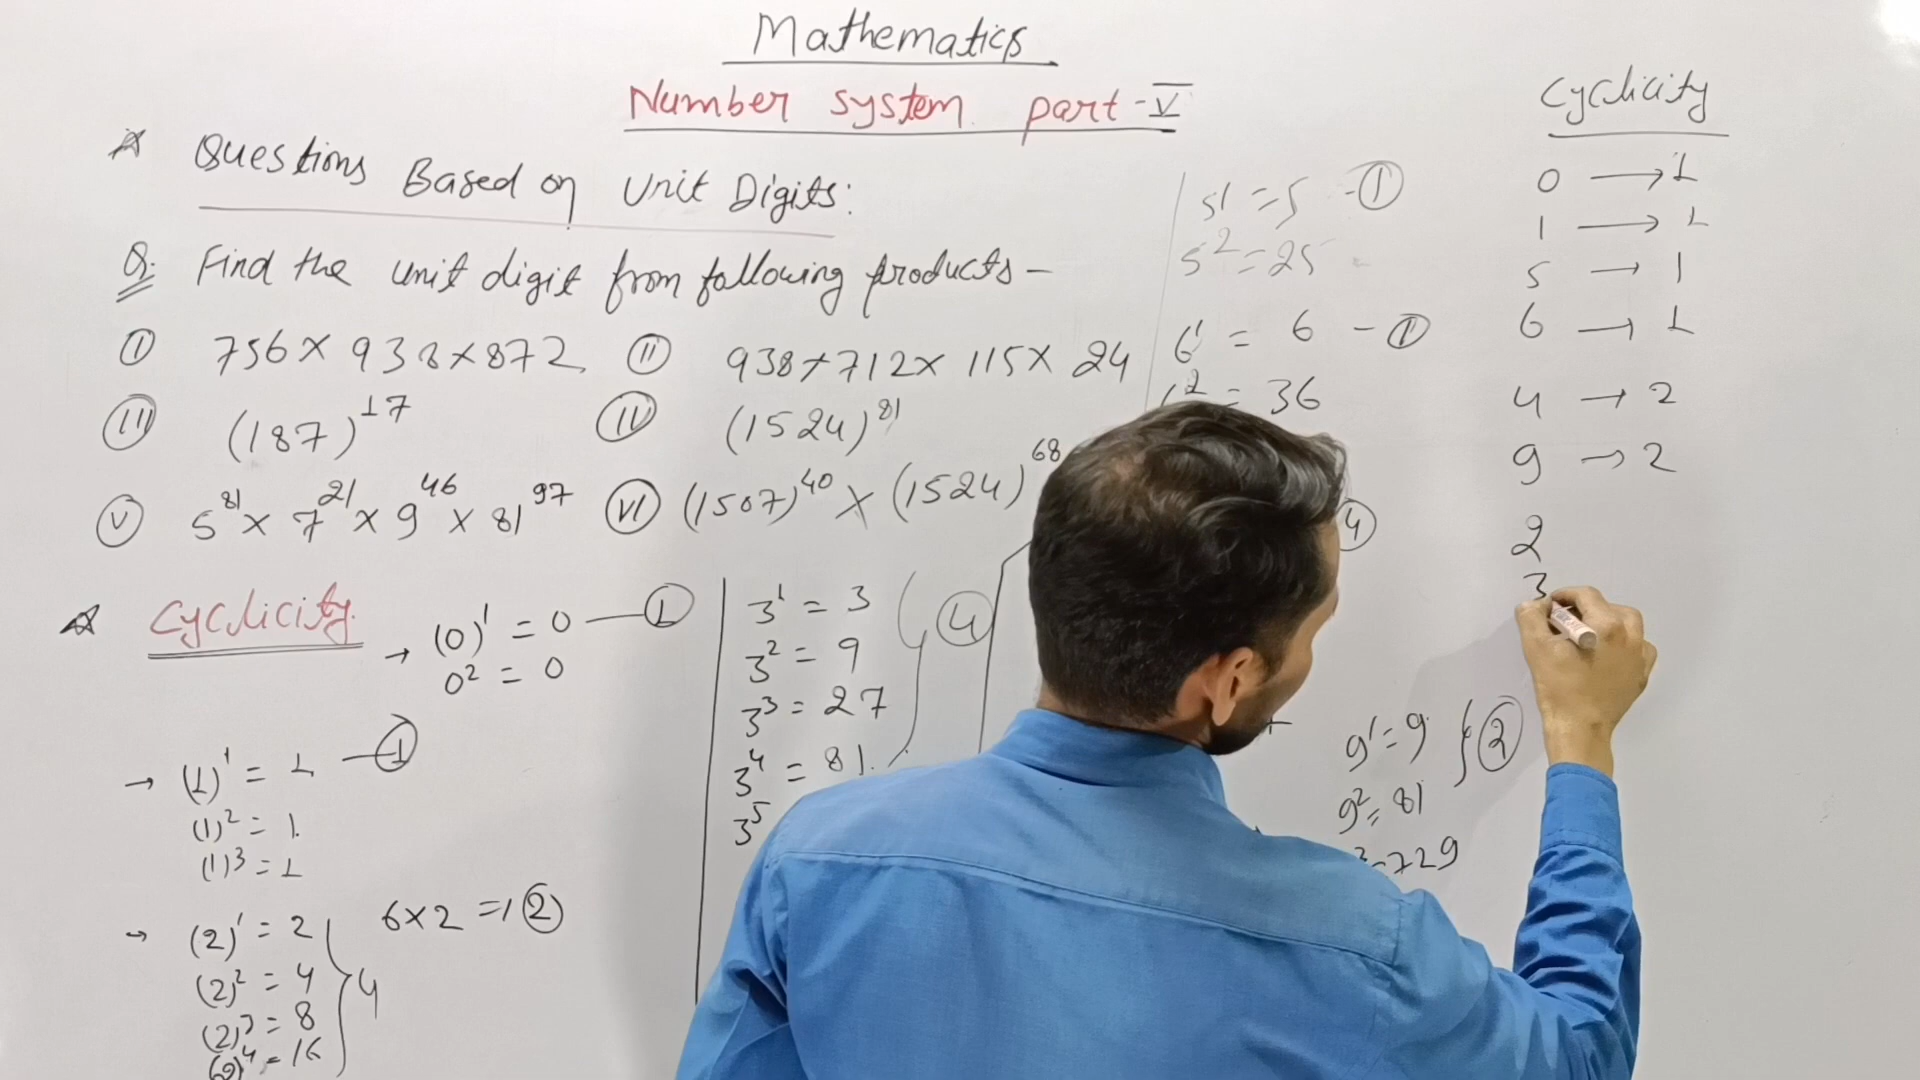 Mathematics
Number system part-V
Questions Based on Unit Digits:
Q. Find the unit digit from following products -
I 756 × 938 × 872 II 938 × 712 × 115 × 24
III (187)^17 IV (1524)^81
V 5^81 × 7^21 × 9^46 × 81^97 VI (1507)^40 × (1524)^68
Cyclicity
→ (0)^1 = 0 — 1
0^2 = 0
→ (1)^1 = 1 — 1
(1)^2 = 1
(1)^3 = 1
→ (2)^1 = 2
(2)^2 = 4
(2)^3 = 8
(2)^4 = 16
4
6×2 = 12
3^1 = 3
3^2 = 9
3^3 = 27
3^4 = 81
3^5
4
5^1 = 5 - 1
5^2 = 25 -
6^1 = 6 - 1
6^2 = 36
4
9^1 = 9
9^2 = 81
= 729
2
Cyclicity
0 → 1
1 → 1
5 → 1
6 → 1
4 → 2
9 → 2
2
3